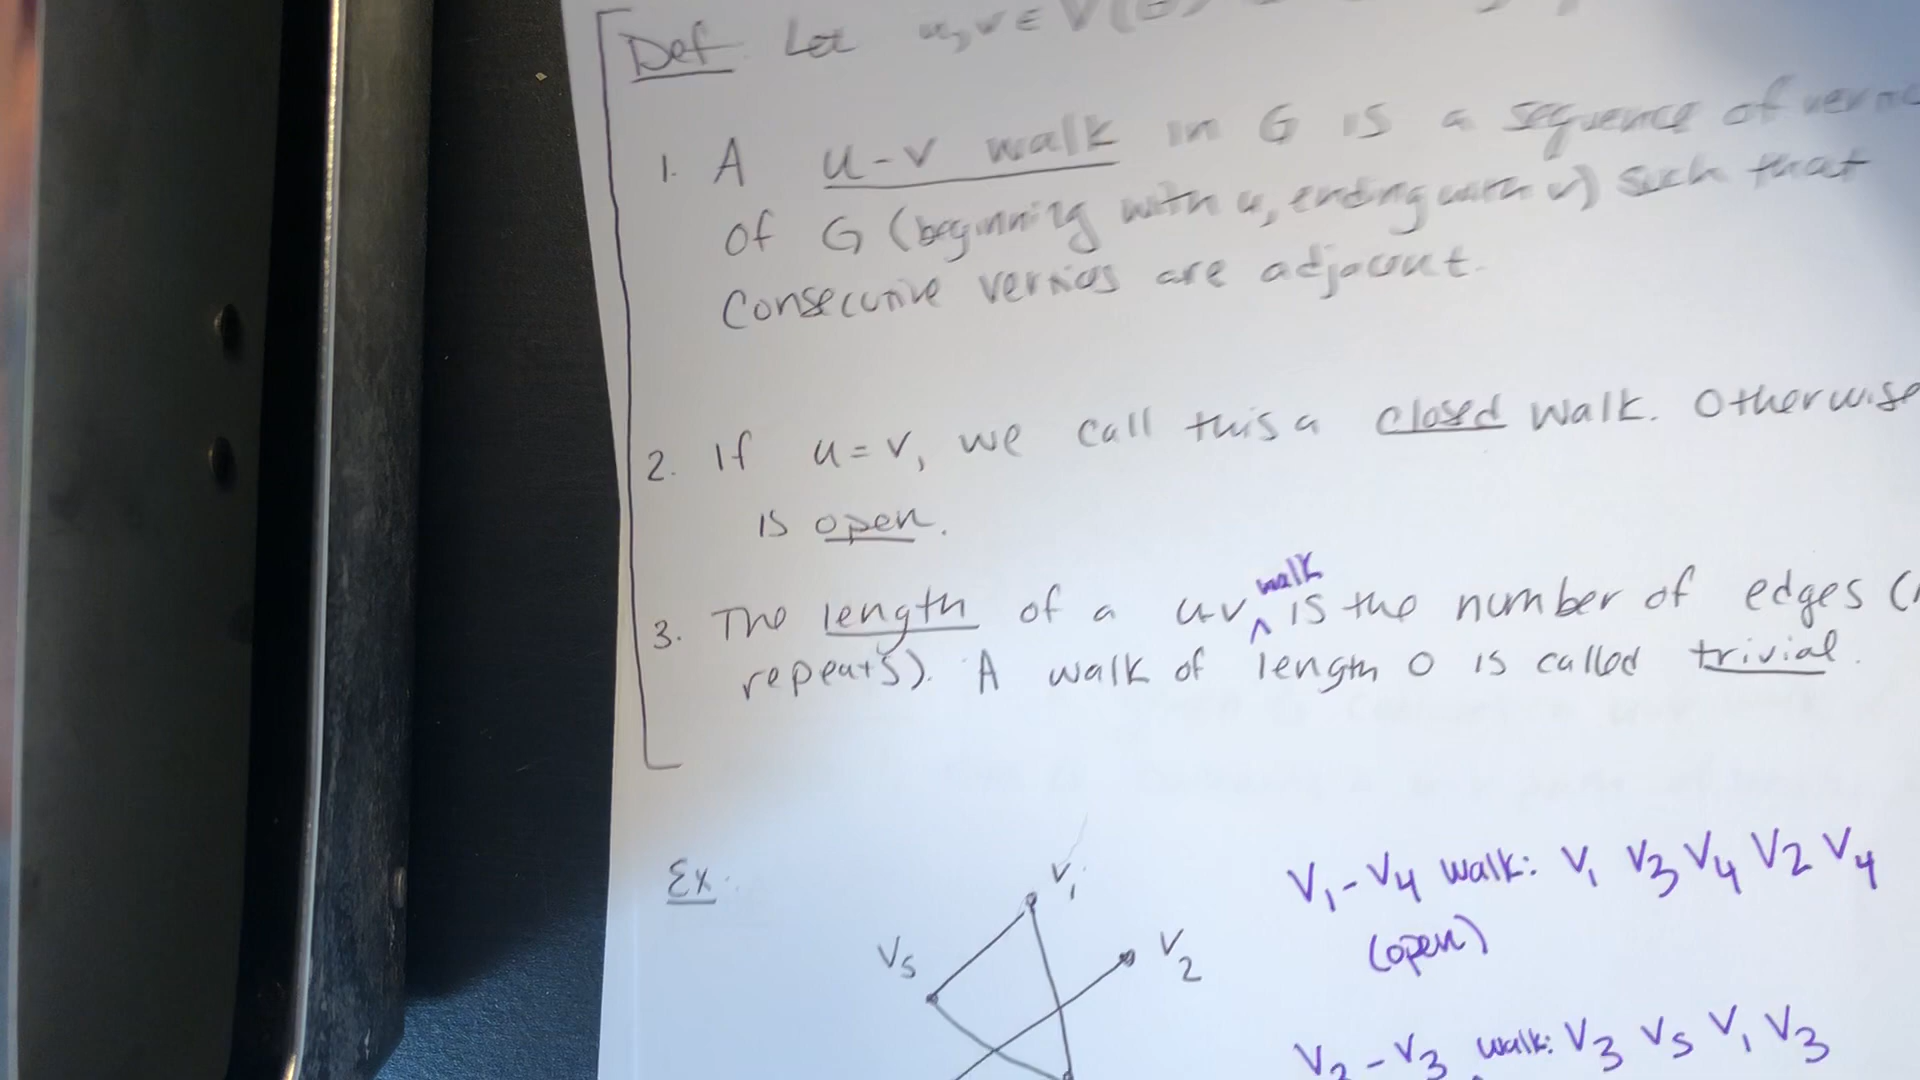 Def. Let u, v ∈ V(G)
1. A u-v walk in G is a sequence of
of G (beginning with u, ending with v) such that
consecutive vertices are adjacent.
2. If u = v, we call this a closed walk. Otherwise
is open.
3. The length of a u-v walk is the number of edges
repeats). A walk of length 0 is called trivial.
Ex.
V1
V5
V2
V1-V4 walk: V1 V3 V4 V2 V4
(open)
V3 walk: V3 V5 V1 V3